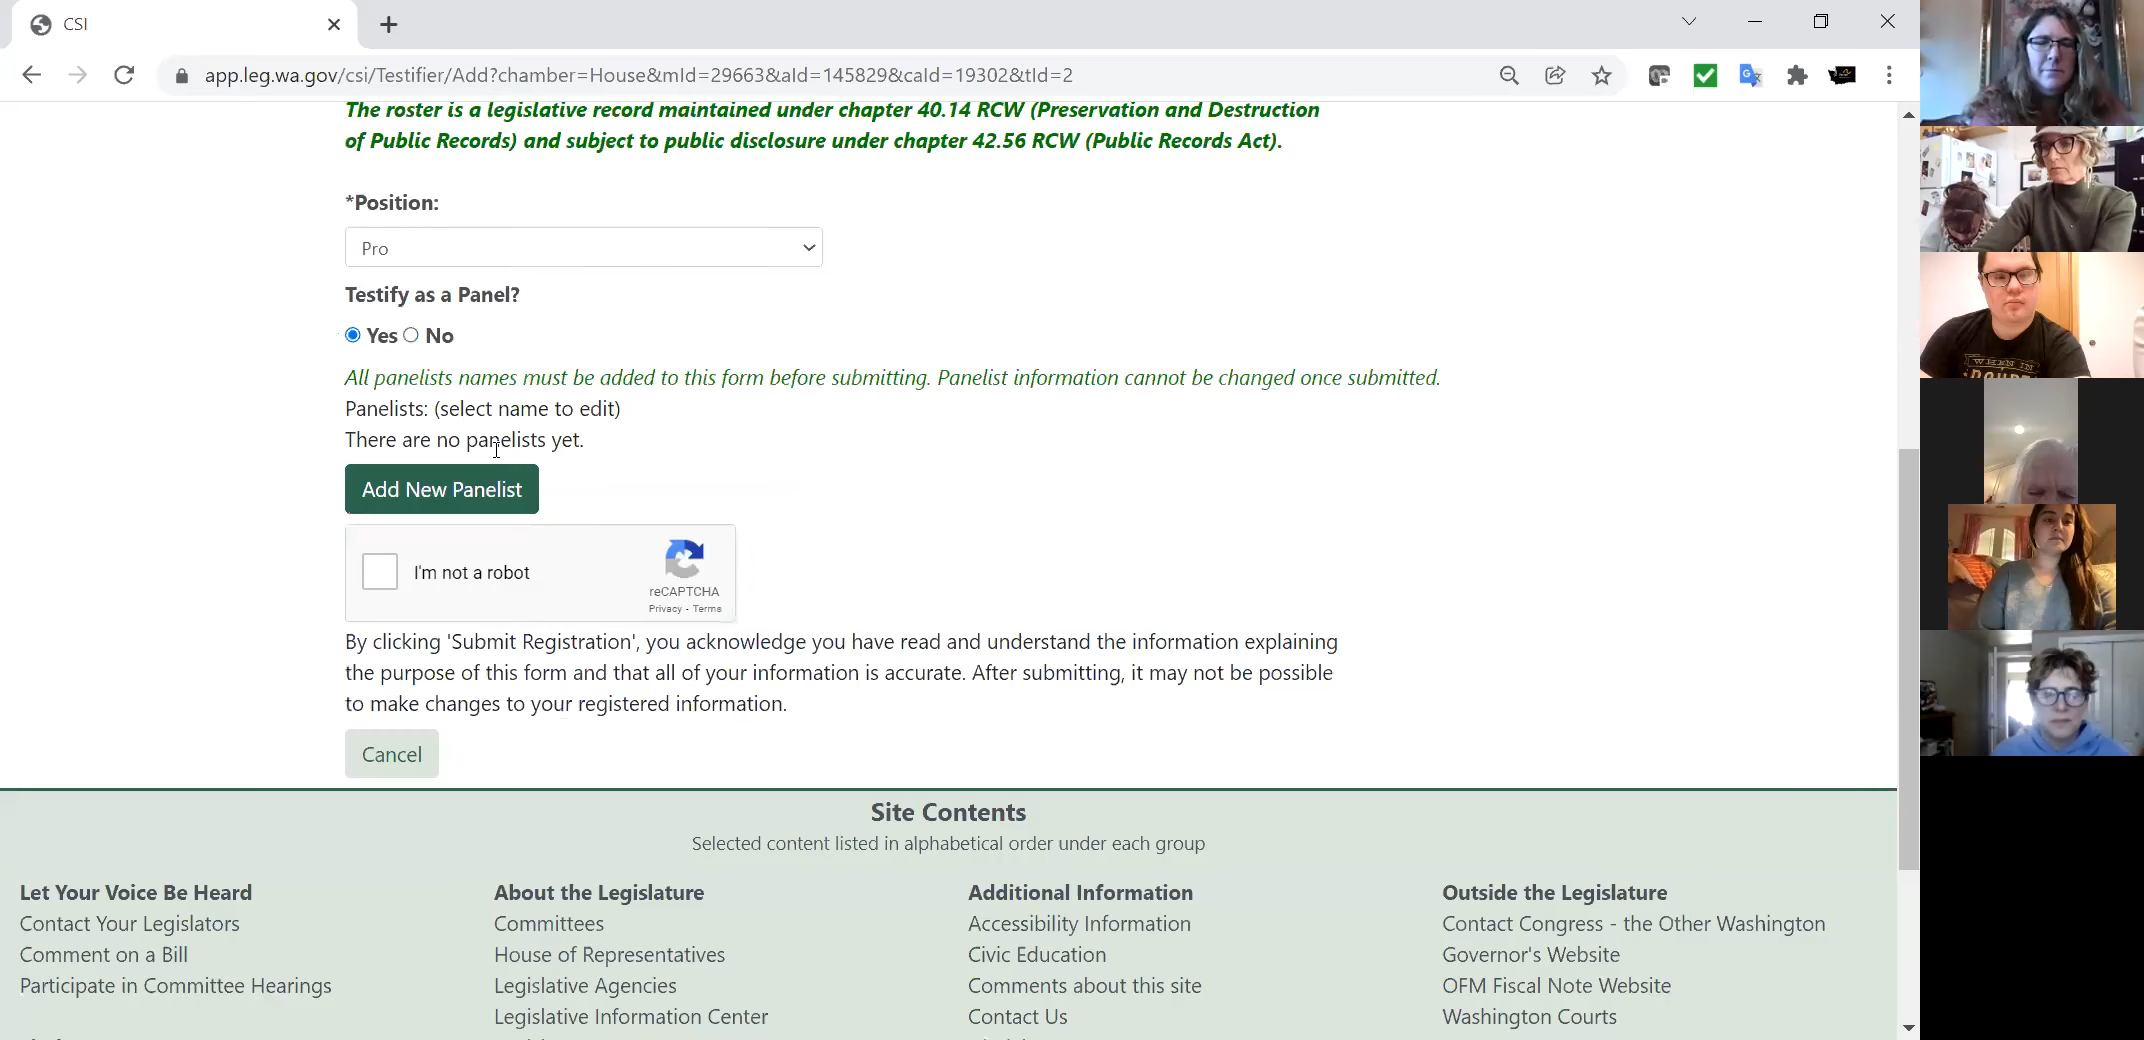 CSI
app.leg.wa.gov/csi/Testifier/Add?chamber=House&mId=29663&aId=145829&caId=19302&tId=2
The roster is a legislative record maintained under chapter 40.14 RCW (Preservation and Destruction
of Public Records) and subject to public disclosure under chapter 42.56 RCW (Public Records Act).
*Position:
Pro
Testify as a Panel?
Yes No
All panelists names must be added to this form before submitting. Panelist information cannot be changed once submitted.
Panelists: (select name to edit)
There are no panelists yet.
Add New Panelist
I'm not a robot
reCAPTCHA
Privacy - Terms
By clicking 'Submit Registration', you acknowledge you have read and understand the information explaining
the purpose of this form and that all of your information is accurate. After submitting, it may not be possible
to make changes to your registered information.
Cancel
Site Contents
Selected content listed in alphabetical order under each group
Let Your Voice Be Heard
Contact Your Legislators
Comment on a Bill
Participate in Committee Hearings
About the Legislature
Committees
House of Representatives
Legislative Agencies
Legislative Information Center
Additional Information
Accessibility Information
Civic Education
Comments about this site
Contact Us
Outside the Legislature
Contact Congress - the Other Washington
Governor's Website
OFM Fiscal Note Website
Washington Courts
WHEN IN